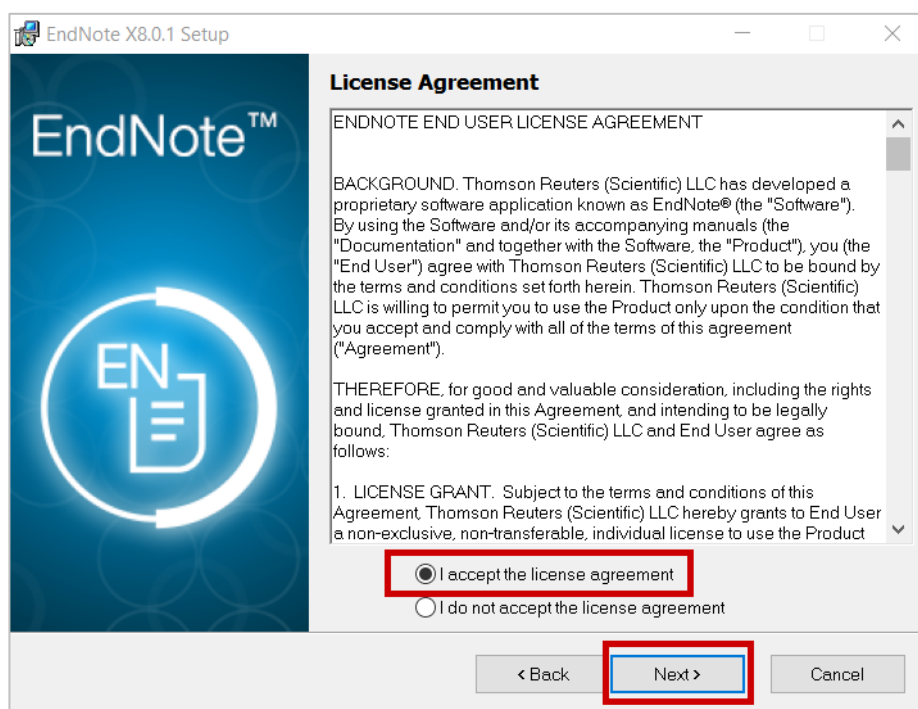 EndNote X8.0.1 Setup
EndNote™
EN
License Agreement
ENDNOTE END USER LICENSE AGREEMENT
BACKGROUND. Thomson Reuters (Scientific) LLC has developed a
proprietary software application known as EndNote® (the "Software").
By using the Software and/or its accompanying manuals (the
"Documentation" and together with the Software, the "Product"), you (the
"End User") agree with Thomson Reuters (Scientific) LLC to be bound by
the terms and conditions set forth herein. Thomson Reuters (Scientific)
LLC is willing to permit you to use the Product only upon the condition that
you accept and comply with all of the terms of this agreement
("Agreement").
THEREFORE, for good and valuable consideration, including the rights
and license granted in this Agreement, and intending to be legally
bound, Thomson Reuters (Scientific) LLC and End User agree as
follows:
1. LICENSE GRANT. Subject to the terms and conditions of this
Agreement, Thomson Reuters (Scientific) LLC hereby grants to End User
a non-exclusive, non-transferable, individual license to use the Product
I accept the license agreement
I do not accept the license agreement
< Back
Next >
Cancel